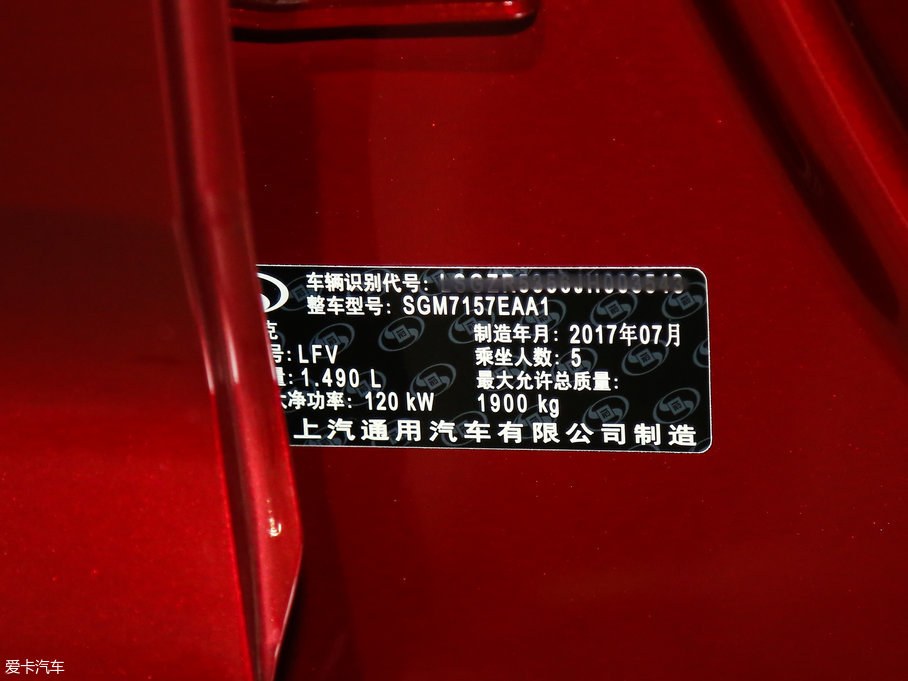 车辆识别代号:
整车型号: SGM7157EAA1
克
制造年月: 2017年07月
号: LFV
乘坐人数: 5
量: 1.490 L
最大允许总质量:
大净功率: 120 kW
1900 kg
上汽通用汽车有限公司制造
爱卡汽车